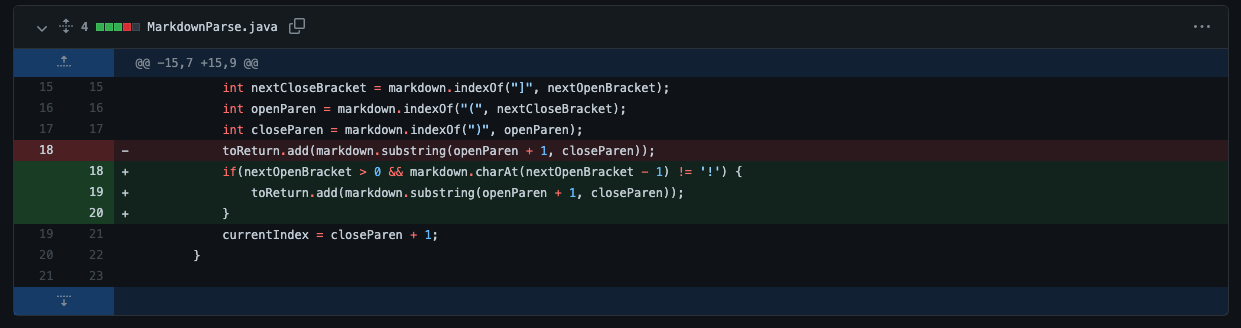 4 MarkdownParse.java ...
@@ -15,7 +15,9 @@
15 15 int nextCloseBracket = markdown.indexOf("]", nextOpenBracket);
16 16 int openParen = markdown.indexOf("(", nextCloseBracket);
17 17 int closeParen = markdown.indexOf(")", openParen);
18 - toReturn.add(markdown.substring(openParen + 1, closeParen));
18 + if(nextOpenBracket > 0 && markdown.charAt(nextOpenBracket - 1) != '!') {
19 + toReturn.add(markdown.substring(openParen + 1, closeParen));
20 + }
19 21 currentIndex = closeParen + 1;
20 22 }
21 23